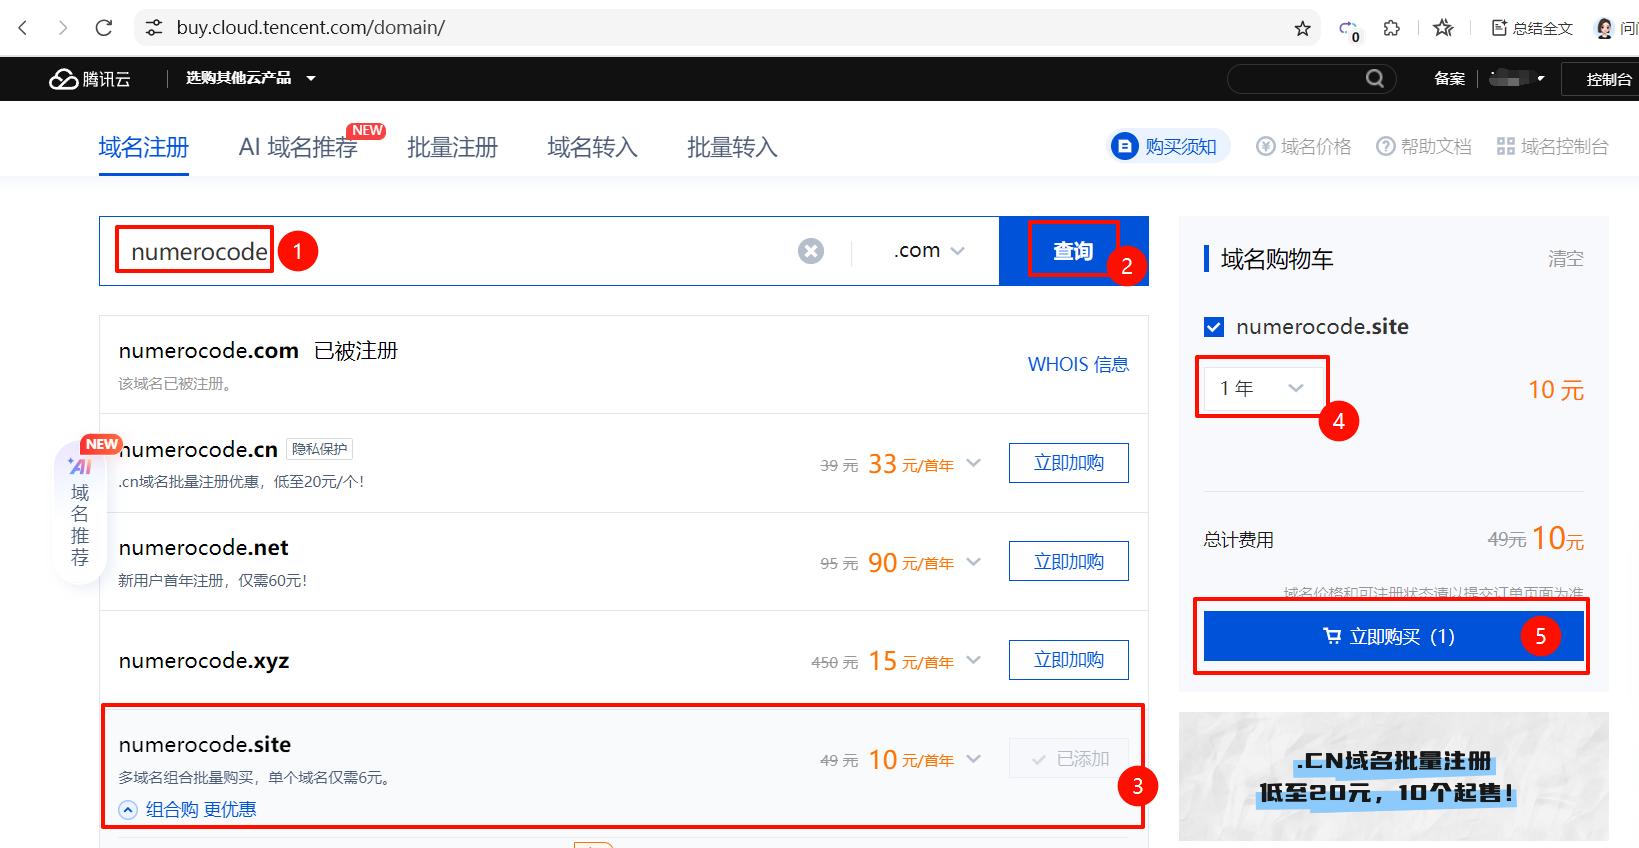 buy.cloud.tencent.com/domain/
0
总结全文
腾讯云
选购其他云产品
备案
控制台
域名注册
AI 域名推荐
NEW
批量注册
域名转入
批量转入
购买须知
域名价格
帮助文档
域名控制台
numerocode
1
.com
查询
2
numerocode.com 已被注册
该域名已被注册。
WHOIS 信息
numerocode.cn 隐私保护
.cn域名批量注册优惠，低至20元/个！
39 元 33 元/首年
立即加购
numerocode.net
新用户首年注册，仅需60元！
95 元 90 元/首年
立即加购
numerocode.xyz
450 元 15 元/首年
立即加购
numerocode.site
多域名组合批量购买，单个域名仅需6元。
组合购 更优惠
49 元 10 元/首年
已添加
3
NEW
AI
域
名
推
荐
域名购物车
清空
numerocode.site
1 年
4
10 元
总计费用
49元 10元
域名价格和可注册状态请以提交订单页面为准
立即购买（1）
5
.CN域名批量注册
低至20元，10个起售！